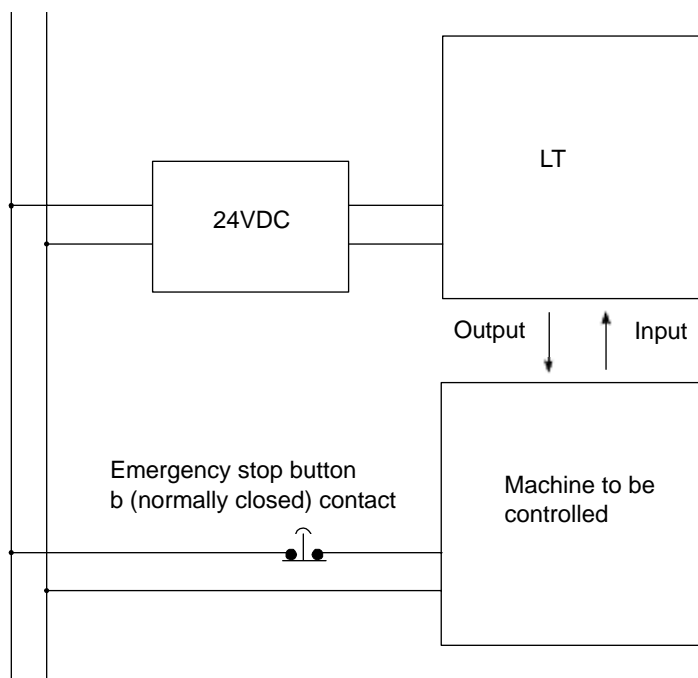 LT
24VDC
Output
Input
Emergency stop button
b (normally closed) contact
Machine to be
controlled